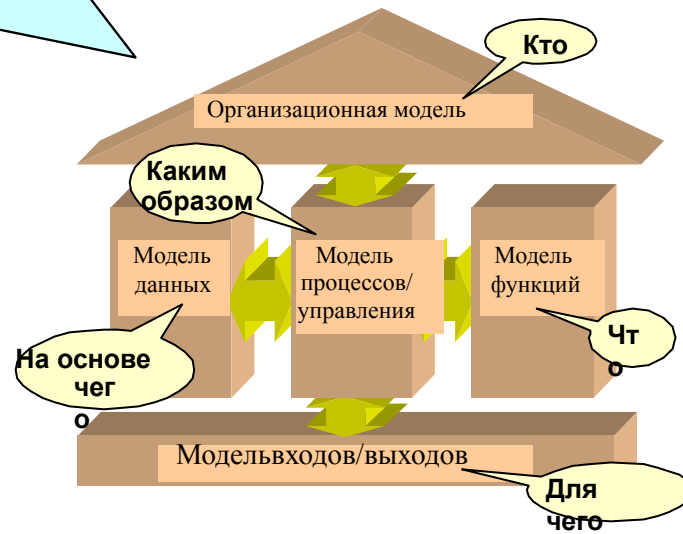 Кто
Организационная модель
Каким
образом
Модель
данных
Модель
процессов/
управления
Модель
функций
На основе
чег
о
Чт
о
Модельвходов/выходов
Для
чего